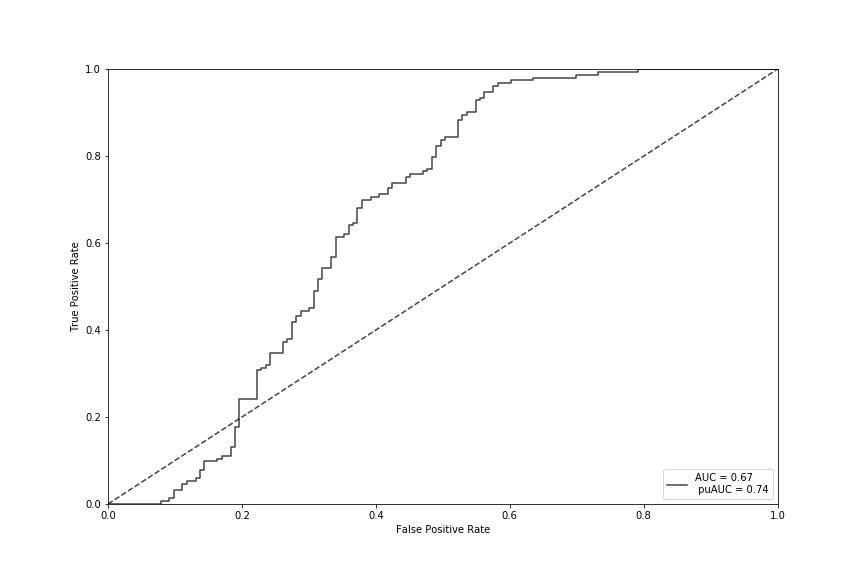 1.0
0.8
0.6
0.4
0.2
0.0
True Positive Rate
0.0 0.2 0.4 0.6 0.8 1.0
False Positive Rate
AUC = 0.67
puAUC = 0.74